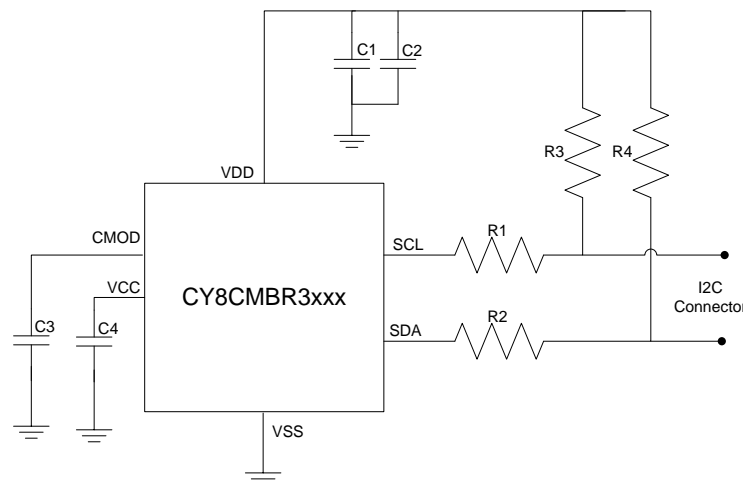 C1
C2
R3
R4
VDD
CMOD
SCL
R1
VCC
CY8CMBR3xxx
I2C
Connector
C3
C4
SDA
R2
VSS